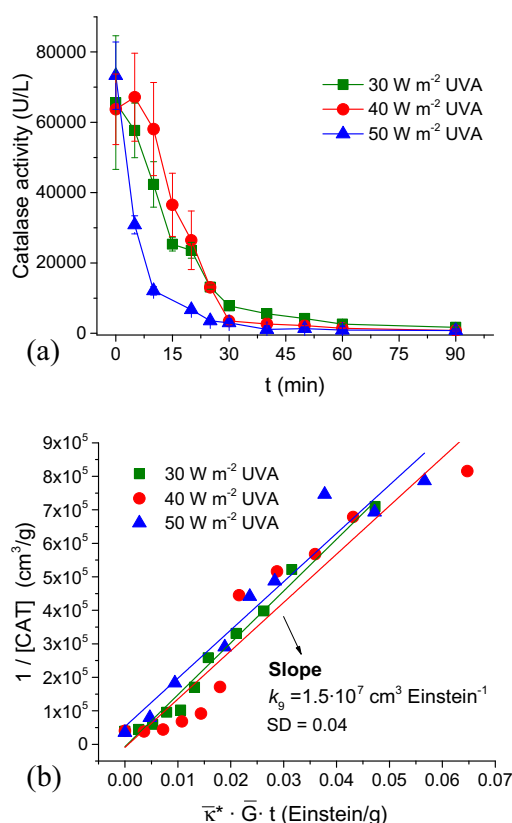 80000
60000
40000
20000
0
Catalase activity (U/L)
30 W m⁻² UVA
40 W m⁻² UVA
50 W m⁻² UVA
0 15 30 45 60 75 90
t (min)
(a)
9x10⁵
8x10⁵
7x10⁵
6x10⁵
5x10⁵
4x10⁵
3x10⁵
2x10⁵
1x10⁵
0
1 / [CAT] (cm³/g)
30 W m⁻² UVA
40 W m⁻² UVA
50 W m⁻² UVA
Slope
k₉ =1.5·10⁷ cm³ Einstein⁻¹
SD = 0.04
0.00 0.01 0.02 0.03 0.04 0.05 0.06 0.07
κ̅* · G̅· t (Einstein/g)
(b)